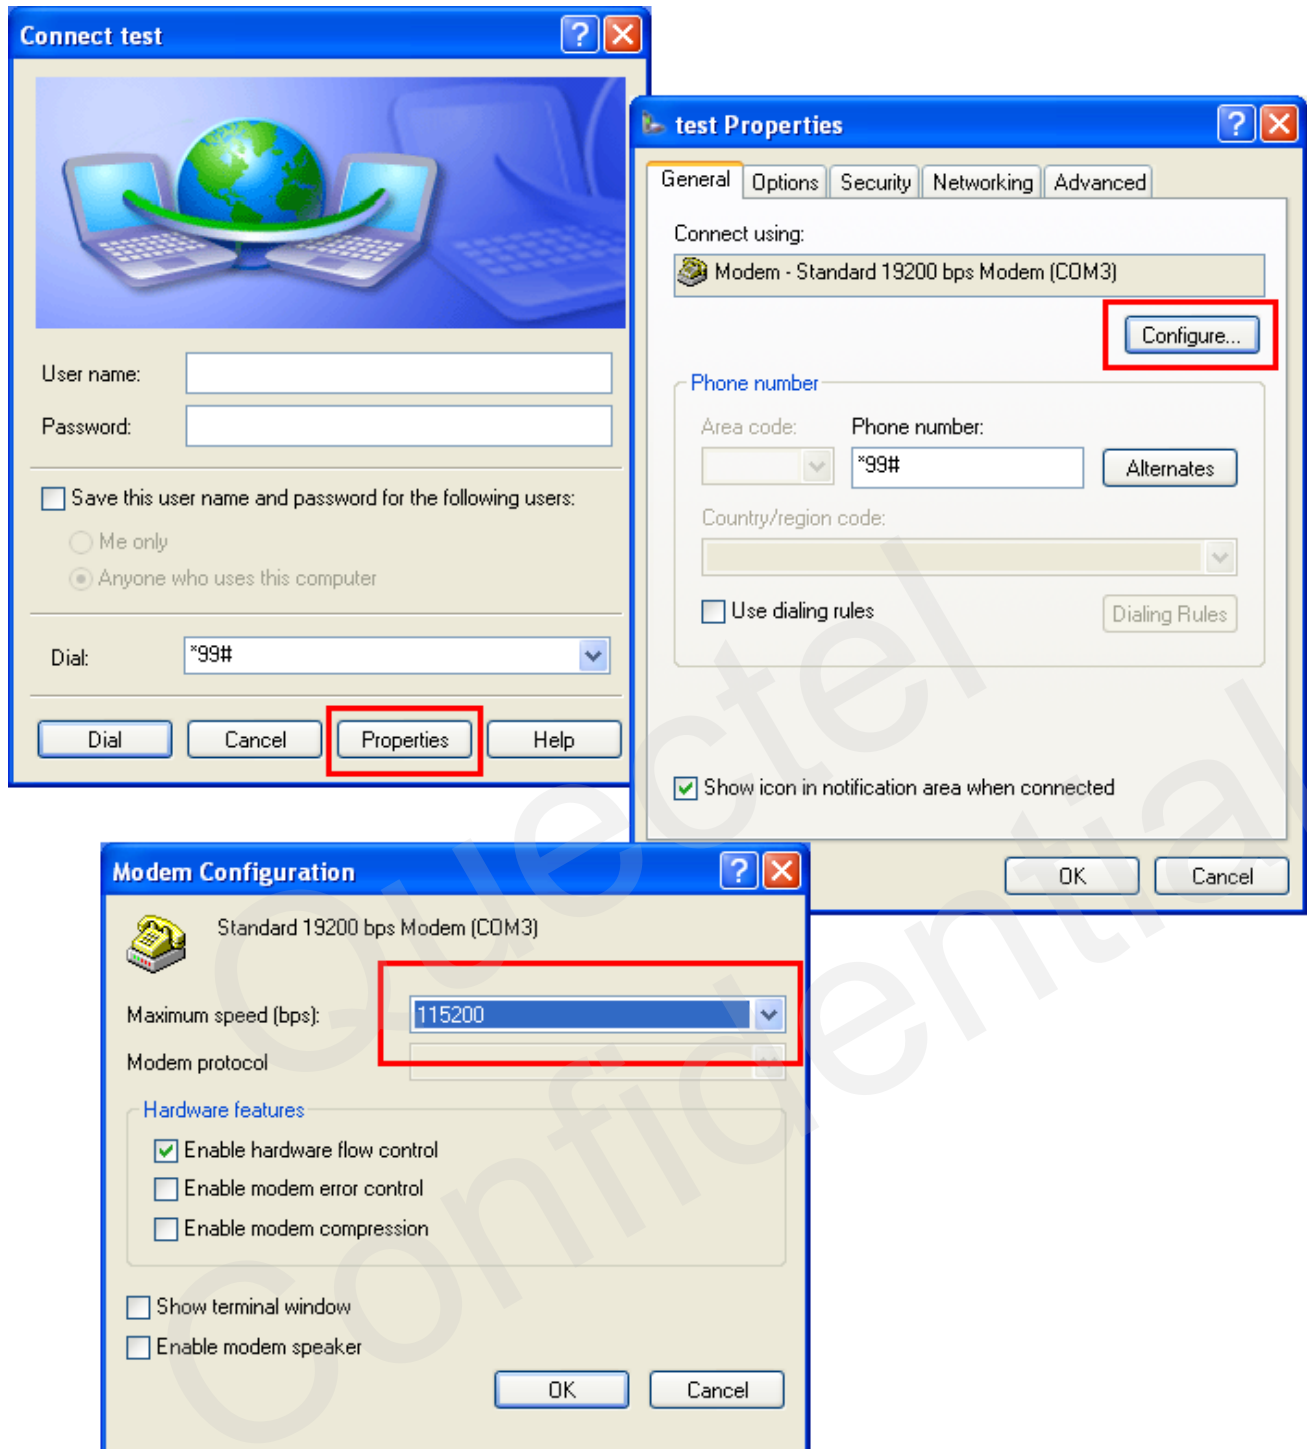 Connect test
User name:
Password:
Save this user name and password for the following users:
Me only
Anyone who uses this computer
Dial:
*99#
Dial
Cancel
Properties
Help
test Properties
General
Options
Security
Networking
Advanced
Connect using:
Modem - Standard 19200 bps Modem (COM3)
Configure...
Phone number
Area code:
Phone number:
*99#
Alternates
Country/region code:
Use dialing rules
Dialing Rules
Show icon in notification area when connected
OK
Cancel
Modem Configuration
Standard 19200 bps Modem (COM3)
Maximum speed (bps):
115200
Modem protocol
Hardware features
Enable hardware flow control
Enable modem error control
Enable modem compression
Show terminal window
Enable modem speaker
OK
Cancel
Quectel
Confidential